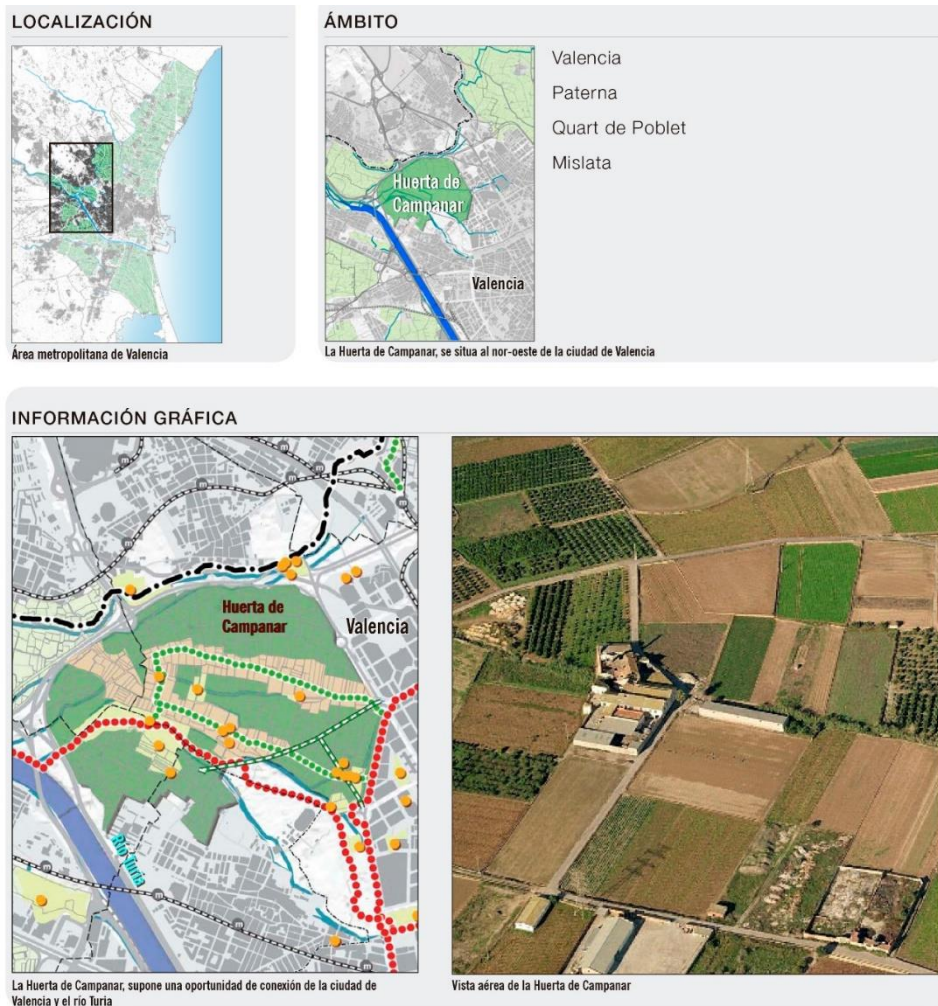 LOCALIZACIÓN
Área metropolitana de Valencia
ÁMBITO
Huerta de
Campanar
Valencia
La Huerta de Campanar, se situa al nor-oeste de la ciudad de Valencia
Valencia
Paterna
Quart de Poblet
Mislata
INFORMACIÓN GRÁFICA
m
m
m
Huerta de
Campanar
Valencia
Río Turia
m
m
m
La Huerta de Campanar, supone una oportunidad de conexión de la ciudad de
Valencia y el río Turia
Vista aérea de la Huerta de Campanar